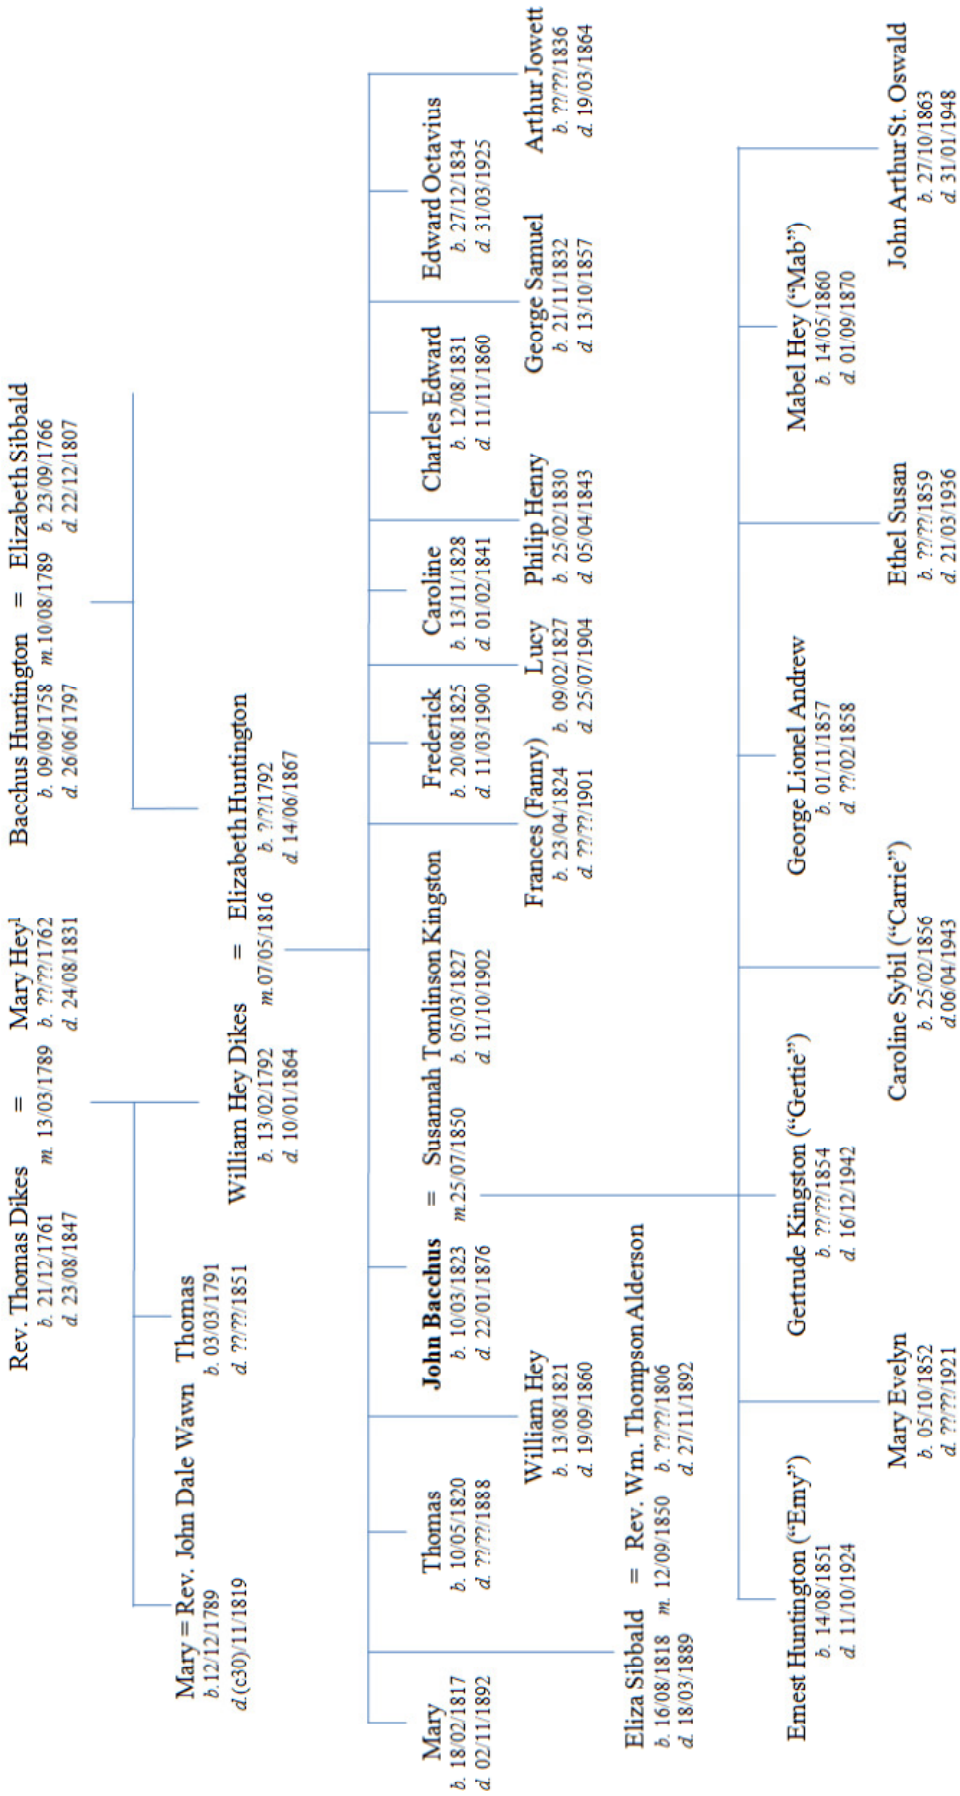 Rev. Thomas Dikes = Mary Hey¹
b. 21/12/1761 m. 13/03/1789 b. ??/??/1762
d. 23/08/1847 d. 24/08/1831
Bacchus Huntington = Elizabeth Sibbald
b. 09/09/1758 m.10/08/1789 b. 23/09/1766
d. 26/06/1797 d. 22/12/1807
Mary = Rev. John Dale Wawn
b.12/12/1789
d.(c30)/11/1819
Thomas
b. 03/03/1791
d. ??/??/1851
William Hey Dikes = Elizabeth Huntington
b. 13/02/1792 m.07/05/1816 b. ?/?/1792
d. 10/01/1864 d. 14/06/1867
Mary
b. 18/02/1817
d. 02/11/1892
Eliza Sibbald = Rev. Wm. Thompson Alderson
b. 16/08/1818 m. 12/09/1850 b. ??/??/1806
d. 18/03/1889 d. 27/11/1892
Thomas
b. 10/05/1820
d. ??/??/1888
William Hey
b. 13/08/1821
d. 19/09/1860
John Bacchus = Susannah Tomlinson Kingston
b. 10/03/1823 m.25/07/1850 b. 05/03/1827
d. 22/01/1876 d. 11/10/1902
Frances (Fanny)
b. 23/04/1824
d. ??/??/1901
Frederick
b. 20/08/1825
d. 11/03/1900
Lucy
b. 09/02/1827
d. 25/07/1904
Caroline
b. 13/11/1828
d. 01/02/1841
Philip Henry
b. 25/02/1830
d. 05/04/1843
Charles Edward
b. 12/08/1831
d. 11/11/1860
George Samuel
b. 21/11/1832
d. 13/10/1857
Edward Octavius
b. 27/12/1834
d. 31/03/1925
Arthur Jowett
b. ??/??/1836
d. 19/03/1864
Ernest Huntington (“Erny”)
b. 14/08/1851
d. 11/10/1924
Mary Evelyn
b. 05/10/1852
d. ??/??/1921
Gertrude Kingston (“Gertie”)
b. ??/??/1854
d. 16/12/1942
Caroline Sybil (“Carrie”)
b. 25/02/1856
d.06/04/1943
George Lionel Andrew
b. 01/11/1857
d. ??/02/1858
Ethel Susan
b. ??/??/1859
d. 21/03/1936
Mabel Hey (“Mab”)
b. 14/05/1860
d. 01/09/1870
John Arthur St. Oswald
b. 27/10/1863
d. 31/01/1948